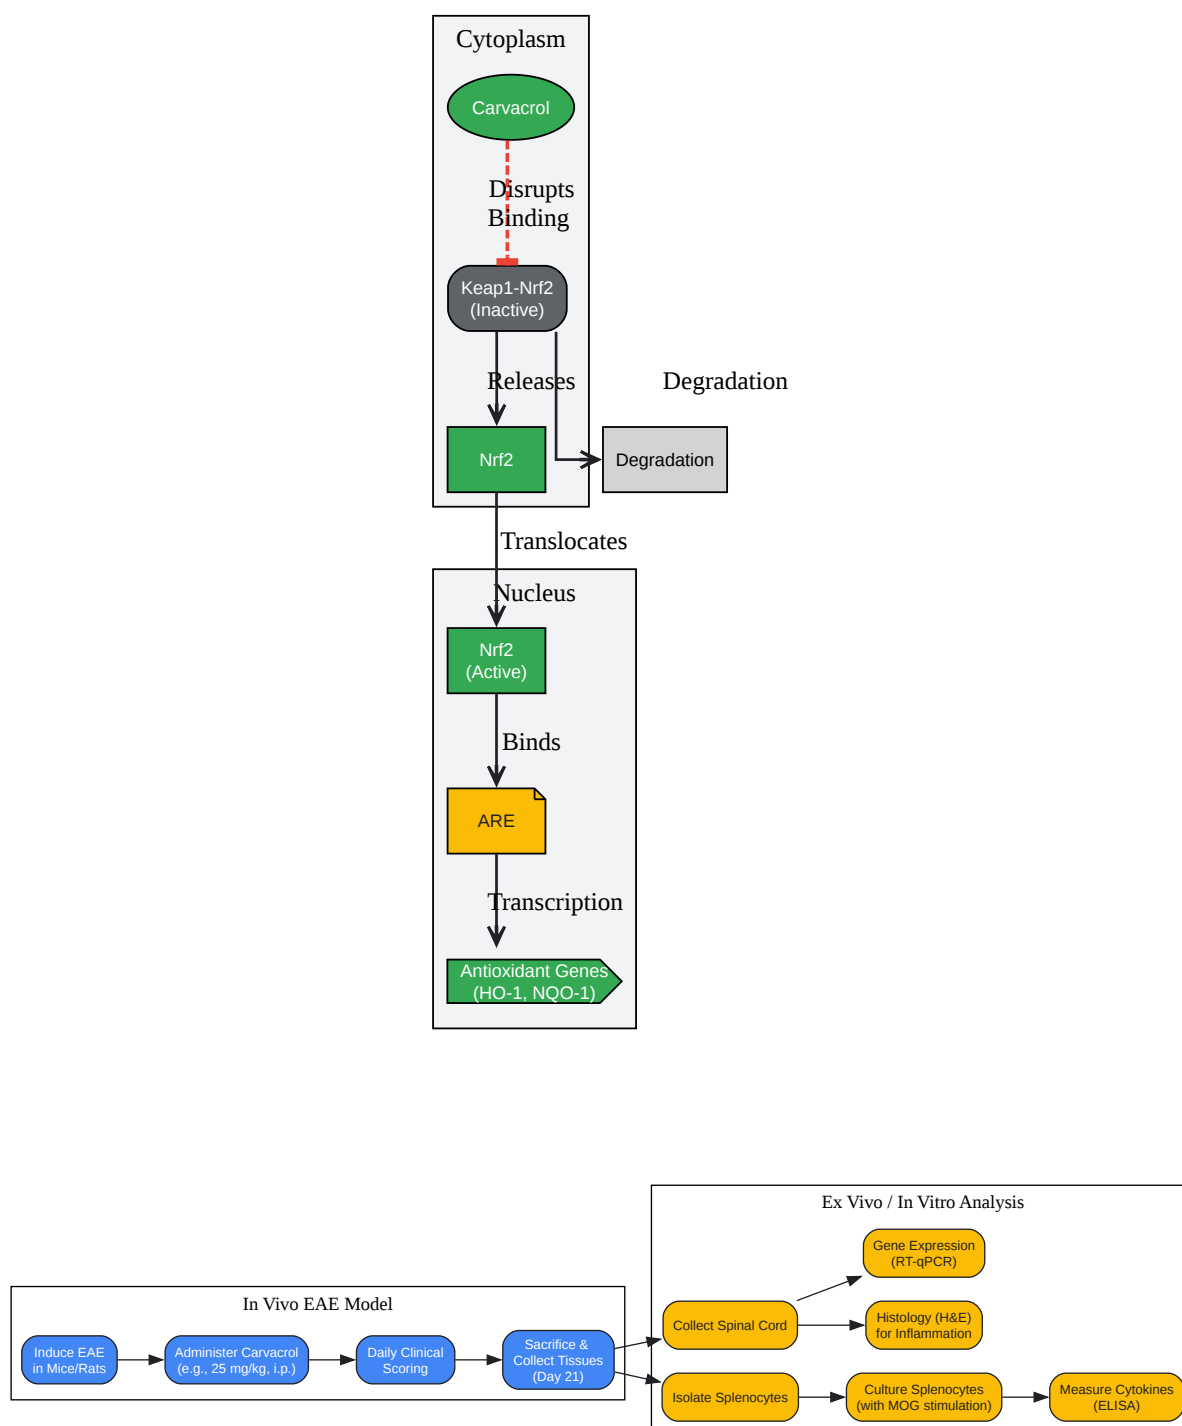 Cytoplasm
Carvacrol
Disrupts
Binding
Keap1-Nrf2
(Inactive)
Releases
Degradation
Nrf2
Degradation
Translocates
Nucleus
Nrf2
(Active)
Binds
ARE
Transcription
Antioxidant Genes
(HO-1, NQO-1)
In Vivo EAE Model
Induce EAE
in Mice/Rats
Administer Carvacrol
(e.g., 25 mg/kg, i.p.)
Daily Clinical
Scoring
Sacrifice &
Collect Tissues
(Day 21)
Ex Vivo / In Vitro Analysis
Gene Expression
(RT-qPCR)
Collect Spinal Cord
Histology (H&E)
for Inflammation
Isolate Splenocytes
Culture Splenocytes
(with MOG stimulation)
Measure Cytokines
(ELISA)